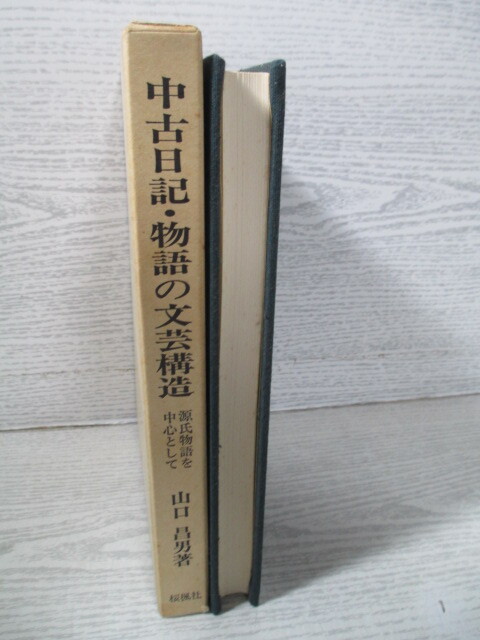 中古日記・物語の文芸構造
源氏物語を
中心として
山口昌男著
桜楓社